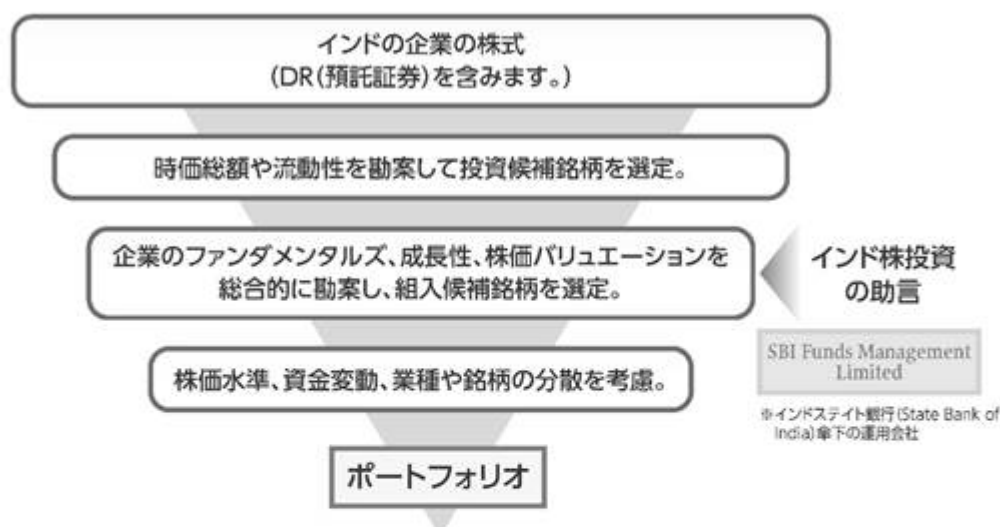 インドの企業の株式
(DR(預託証券)を含みます。)
時価総額や流動性を勘案して投資候補銘柄を選定。
企業のファンダメンタルズ、成長性、株価バリュエーションを
総合的に勘案し、組入候補銘柄を選定。
インド株投資
の助言
SBI Funds Management
Limited
※インドステイト銀行(State Bank of
India)傘下の運用会社
株価水準、資金変動、業種や銘柄の分散を考慮。
ポートフォリオ